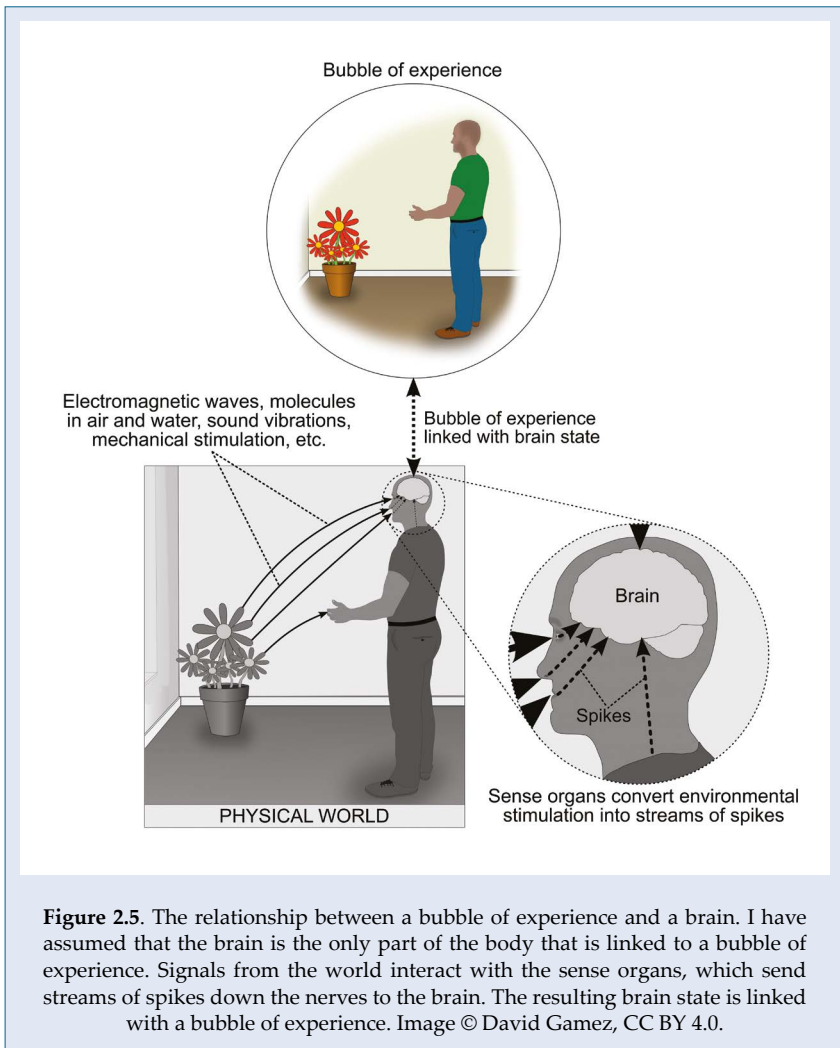 Bubble of experience
Electromagnetic waves, molecules
in air and water, sound vibrations,
mechanical stimulation, etc.
Bubble of experience
linked with brain state
Brain
Spikes
PHYSICAL WORLD
Sense organs convert environmental
stimulation into streams of spikes
Figure 2.5. The relationship between a bubble of experience and a brain. I have
assumed that the brain is the only part of the body that is linked to a bubble of
experience. Signals from the world interact with the sense organs, which send
streams of spikes down the nerves to the brain. The resulting brain state is linked
with a bubble of experience. Image © David Gamez, CC BY 4.0.